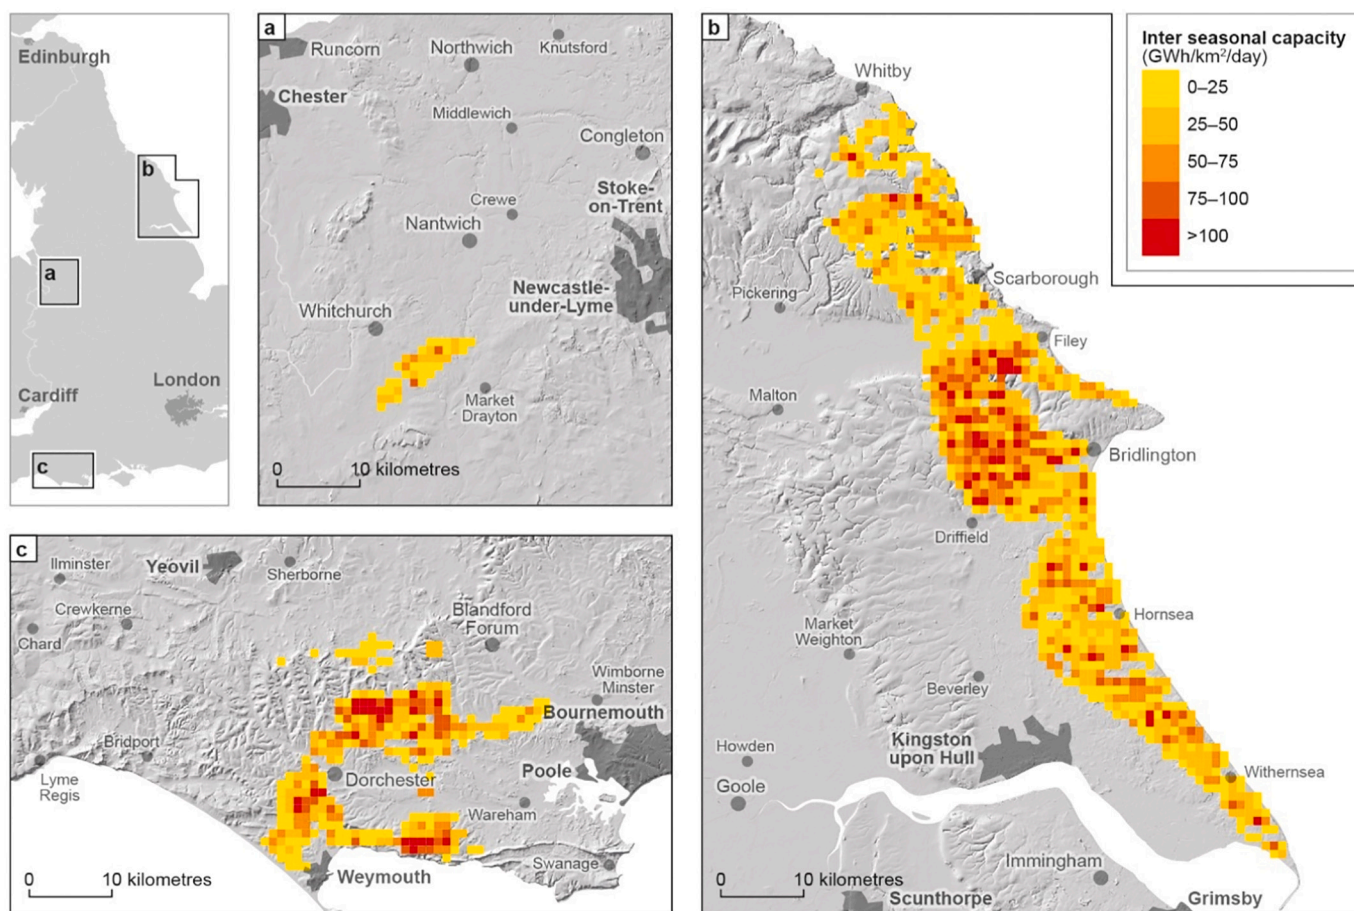 Edinburgh
b
a
Cardiff
London
c
a
Runcorn
Northwich
Knutsford
Chester
Middlewich
Congleton
Crewe
Stoke-
on-Trent
Nantwich
Newcastle-
under-Lyme
Whitchurch
Market
Drayton
0
10 kilometres
b
Whitby
Scarborough
Pickering
Filey
Malton
Bridlington
Driffield
Hornsea
Market
Weighton
Beverley
Kingston
upon Hull
Howden
Goole
Withernsea
Immingham
0
10 kilometres
Scunthorpe
Grimsby
Inter seasonal capacity
(GWh/km²/day)
0–25
25–50
50–75
75–100
>100
c
Ilminster
Yeovil
Sherborne
Crewkerne
Blandford
Forum
Chard
Wimborne
Minster
Bournemouth
Bridport
Poole
Lyme
Regis
Dorchester
Wareham
Swanage
Weymouth
0
10 kilometres